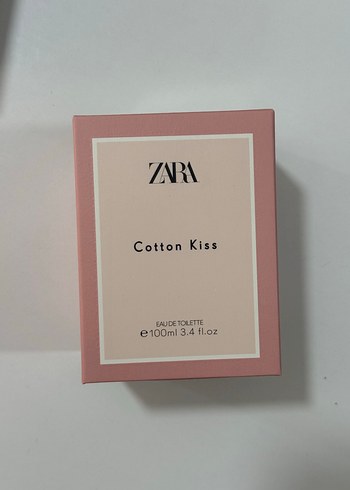 ZARA
Cotton Kiss
EAU DE TOILETTE
℮100ml 3.4 fl.oz